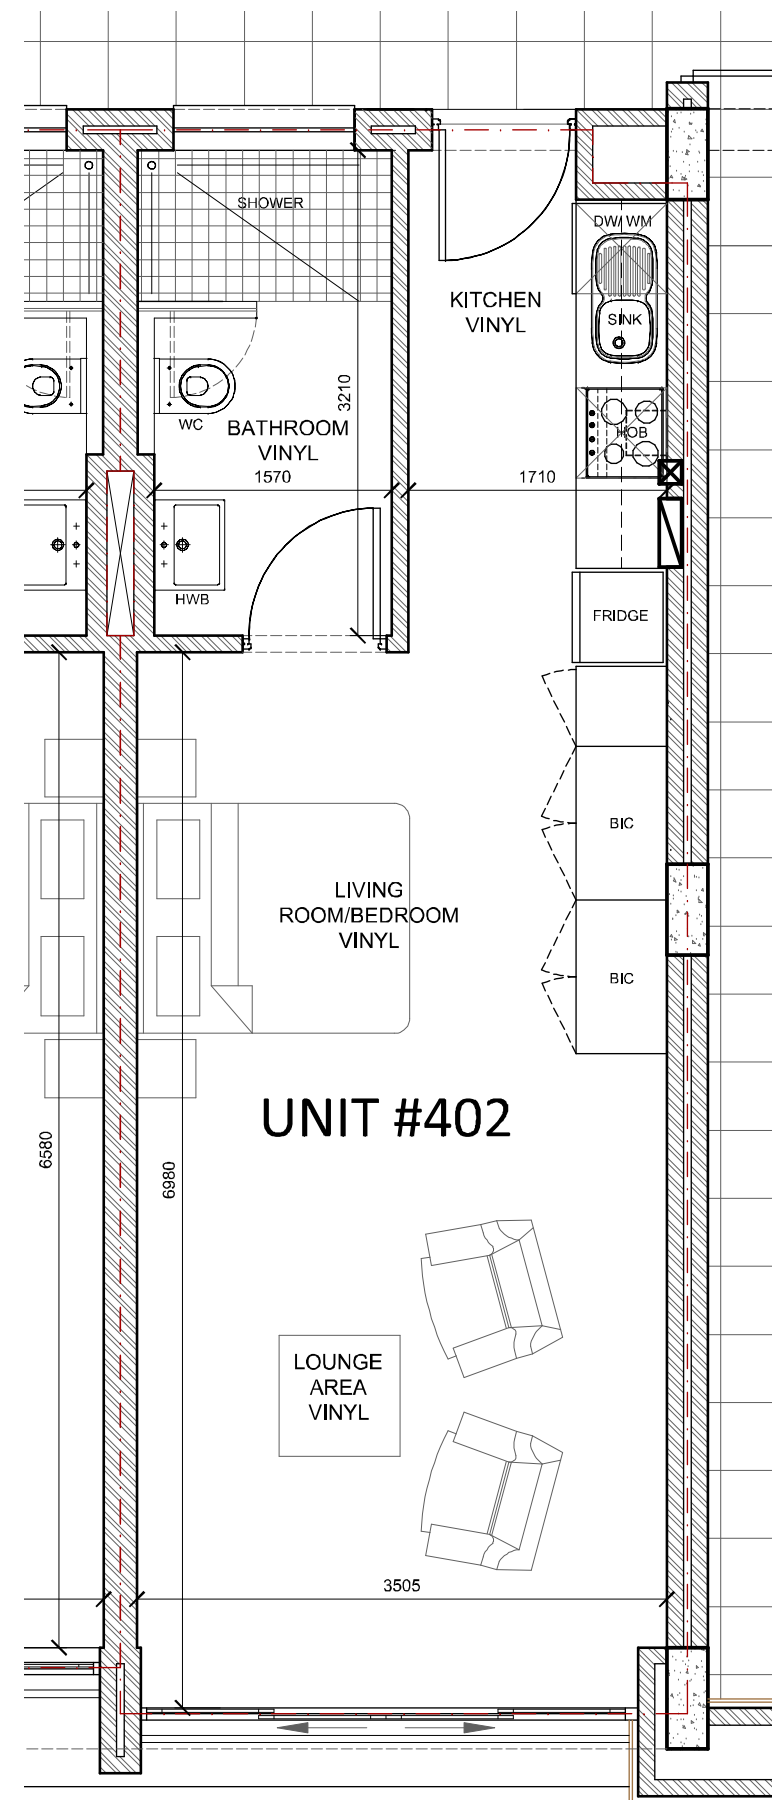 SHOWER
DW/ WM
KITCHEN
VINYL
SINK
3210
WC
BATHROOM
VINYL
HOB
1570
1710
HWB
FRIDGE
BIC
LIVING
ROOM/BEDROOM
VINYL
BIC
UNIT #402
6580
6980
LOUNGE
AREA
VINYL
3505